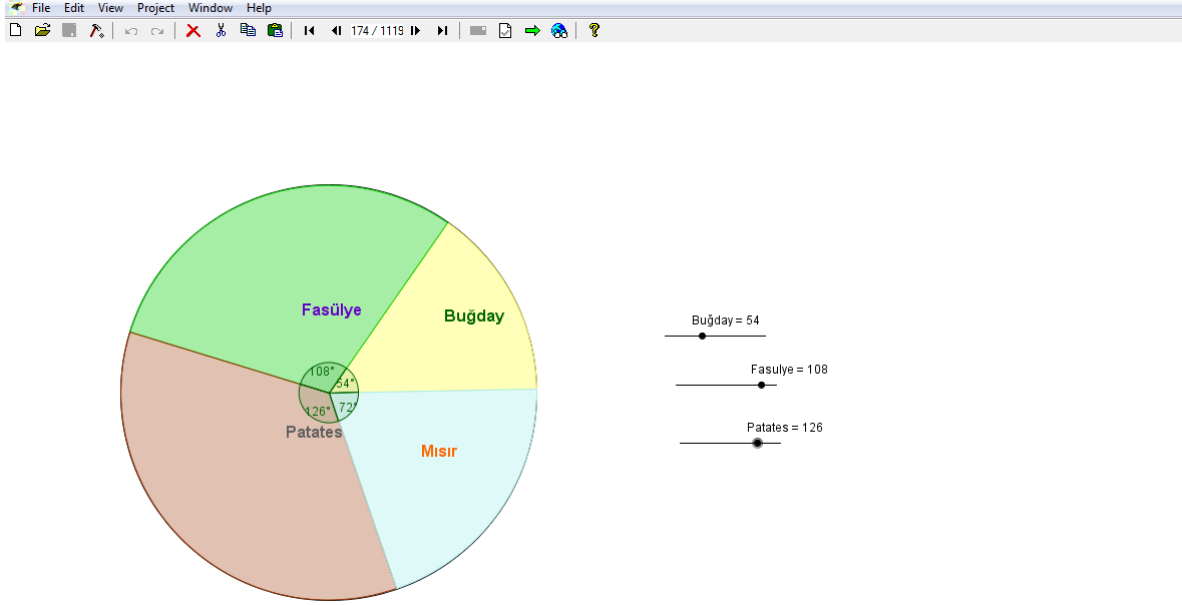 File Edit View Project Window Help
174 / 1119
Fasülye
Buğday
108°
54°
126°
72°
Patates
Mısır
Buğday = 54
Fasulye = 108
Patates = 126